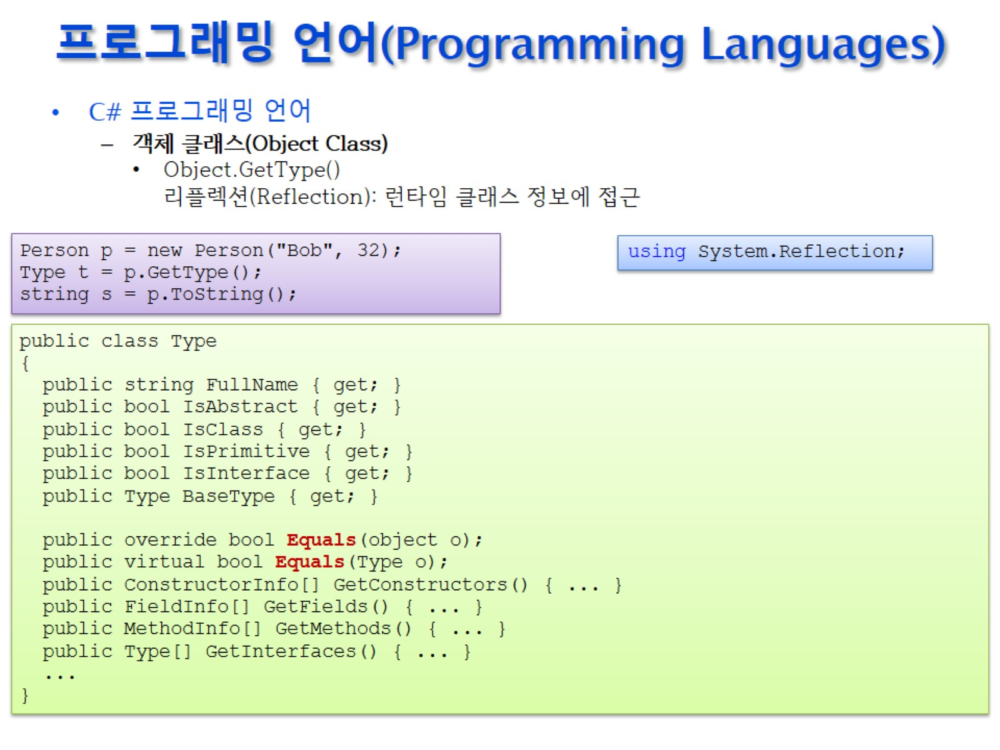 프로그래밍 언어(Programming Languages)
• C# 프로그래밍 언어
– 객체 클래스(Object Class)
• Object.GetType()
리플렉션(Reflection): 런타임 클래스 정보에 접근
Person p = new Person("Bob", 32);
Type t = p.GetType();
string s = p.ToString();
using System.Reflection;
public class Type
{
public string FullName { get; }
public bool IsAbstract { get; }
public bool IsClass { get; }
public bool IsPrimitive { get; }
public bool IsInterface { get; }
public Type BaseType { get; }
public override bool Equals(object o);
public virtual bool Equals(Type o);
public ConstructorInfo[] GetConstructors() { ... }
public FieldInfo[] GetFields() { ... }
public MethodInfo[] GetMethods() { ... }
public Type[] GetInterfaces() { ... }
...
}